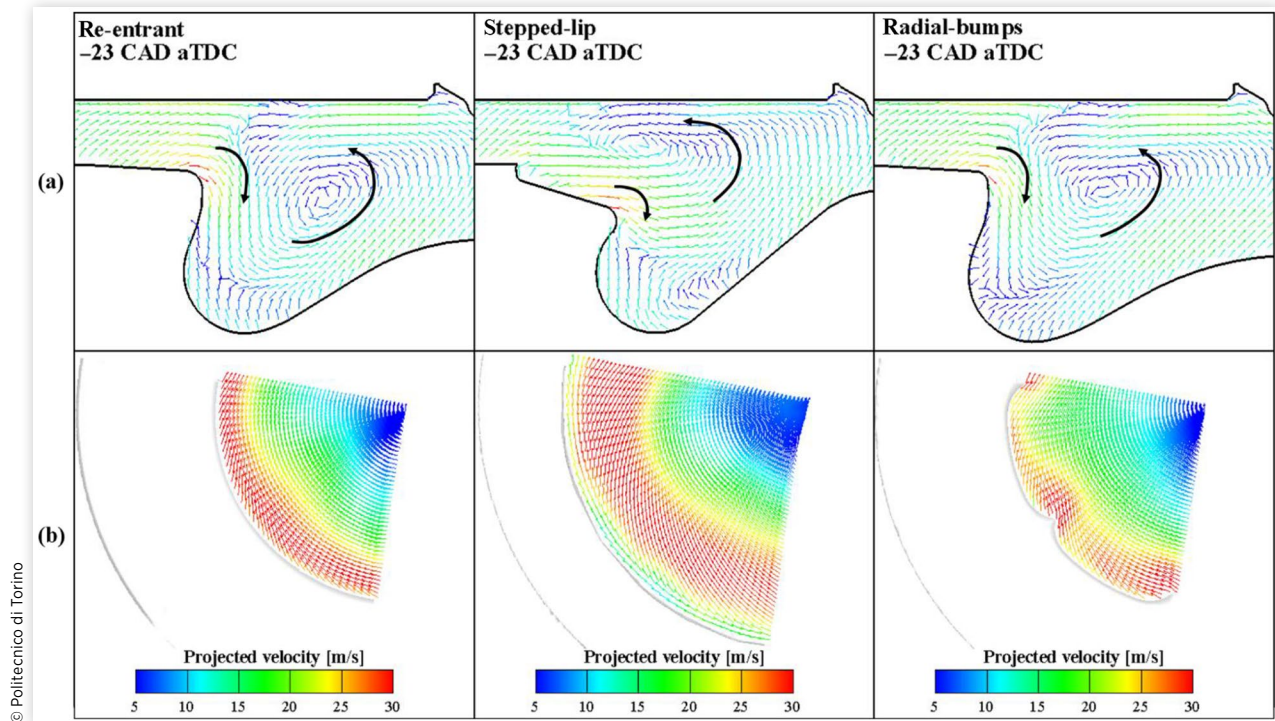 Re-entrant
–23 CAD aTDC
Stepped-lip
–23 CAD aTDC
Radial-bumps
–23 CAD aTDC
(a)
(b)
Projected velocity [m/s]
5 10 15 20 25 30
Projected velocity [m/s]
5 10 15 20 25 30
Projected velocity [m/s]
5 10 15 20 25 30
© Politecnico di Torino